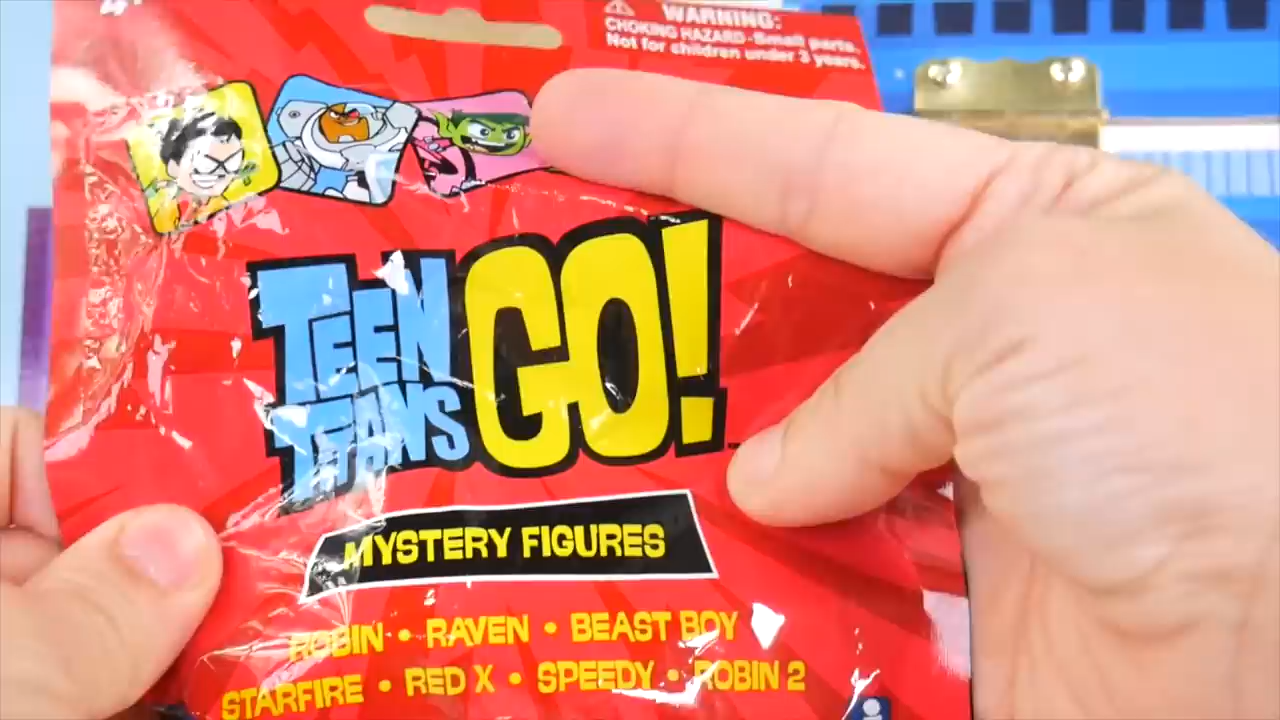 WARNING:
CHOKING HAZARD-Small parts.
Not for children under 3 years.
TEEN
TITANS
GO!
MYSTERY FIGURES
ROBIN • RAVEN • BEAST BOY
STARFIRE • RED X • SPEEDY • ROBIN 2